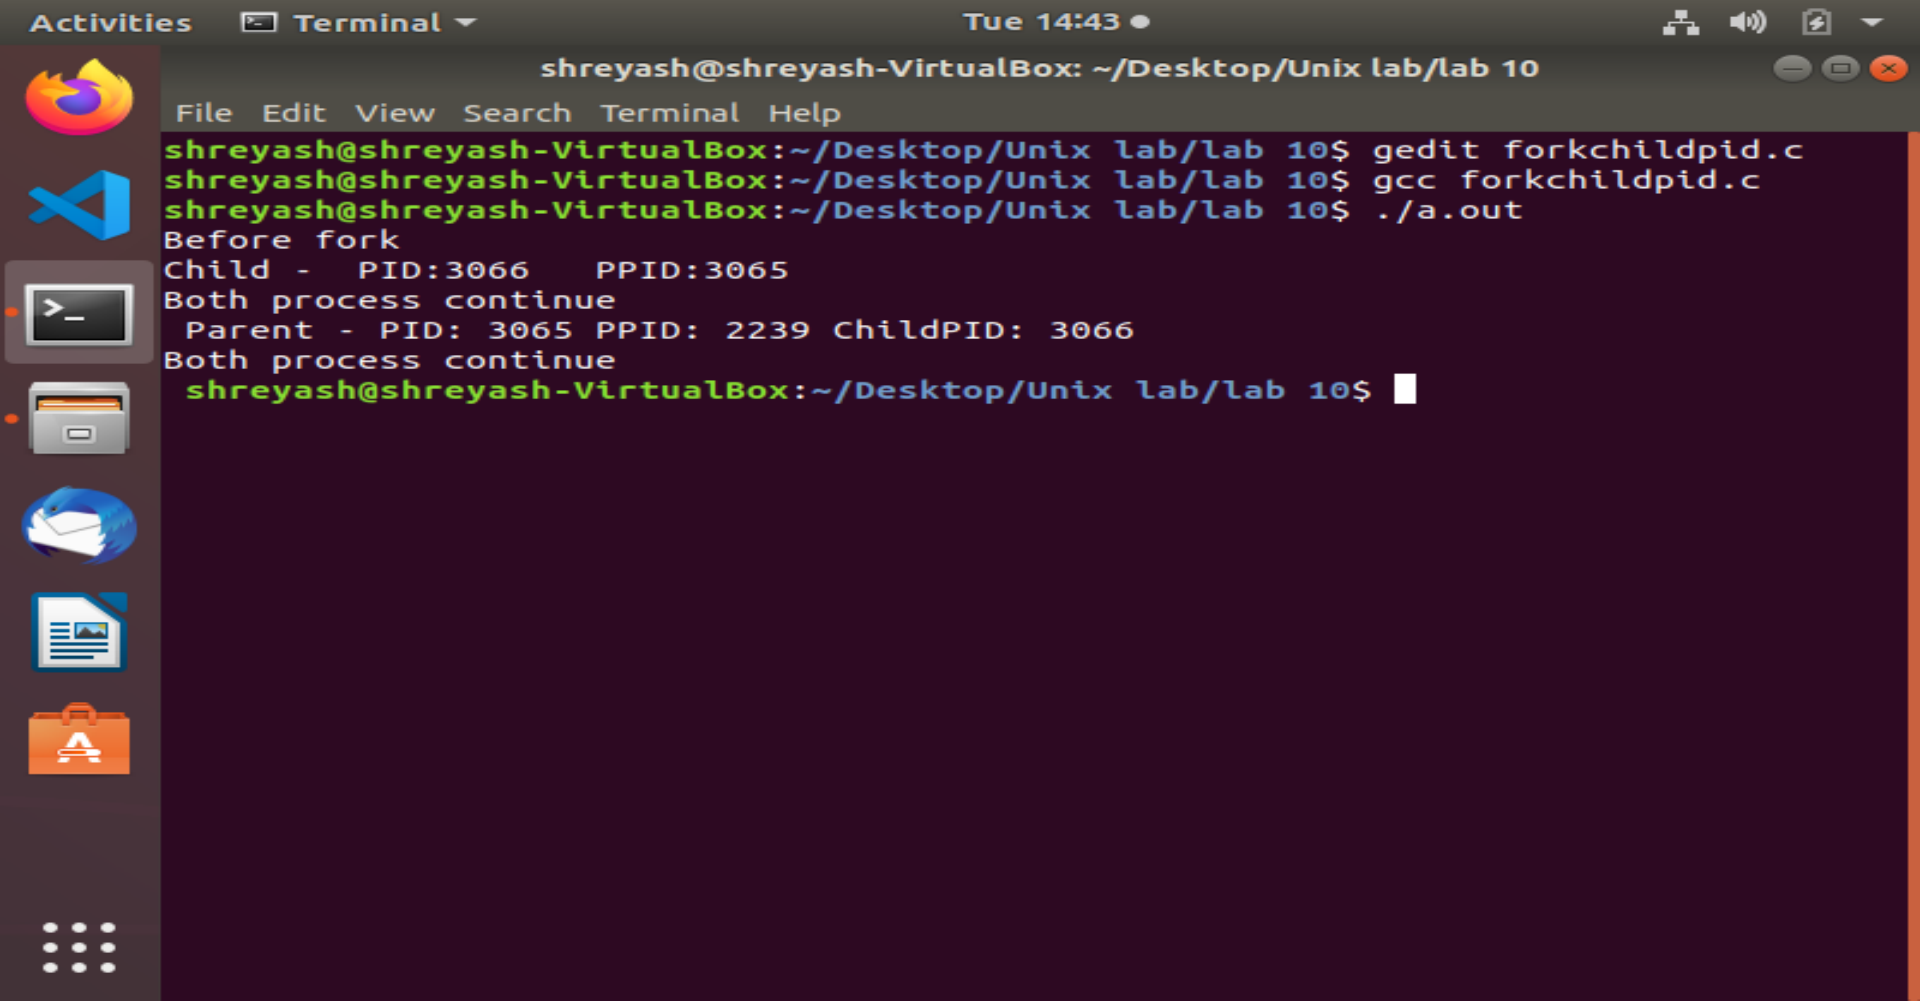 Activities Terminal Tue 14:43
shreyash@shreyash-VirtualBox: ~/Desktop/Unix lab/lab 10
File Edit View Search Terminal Help
shreyash@shreyash-VirtualBox:~/Desktop/Unix lab/lab 10$ gedit forkchildpid.c
shreyash@shreyash-VirtualBox:~/Desktop/Unix lab/lab 10$ gcc forkchildpid.c
shreyash@shreyash-VirtualBox:~/Desktop/Unix lab/lab 10$ ./a.out
Before fork
Child -  PID:3066   PPID:3065
Both process continue
 Parent - PID: 3065 PPID: 2239 ChildPID: 3066
Both process continue
 shreyash@shreyash-VirtualBox:~/Desktop/Unix lab/lab 10$